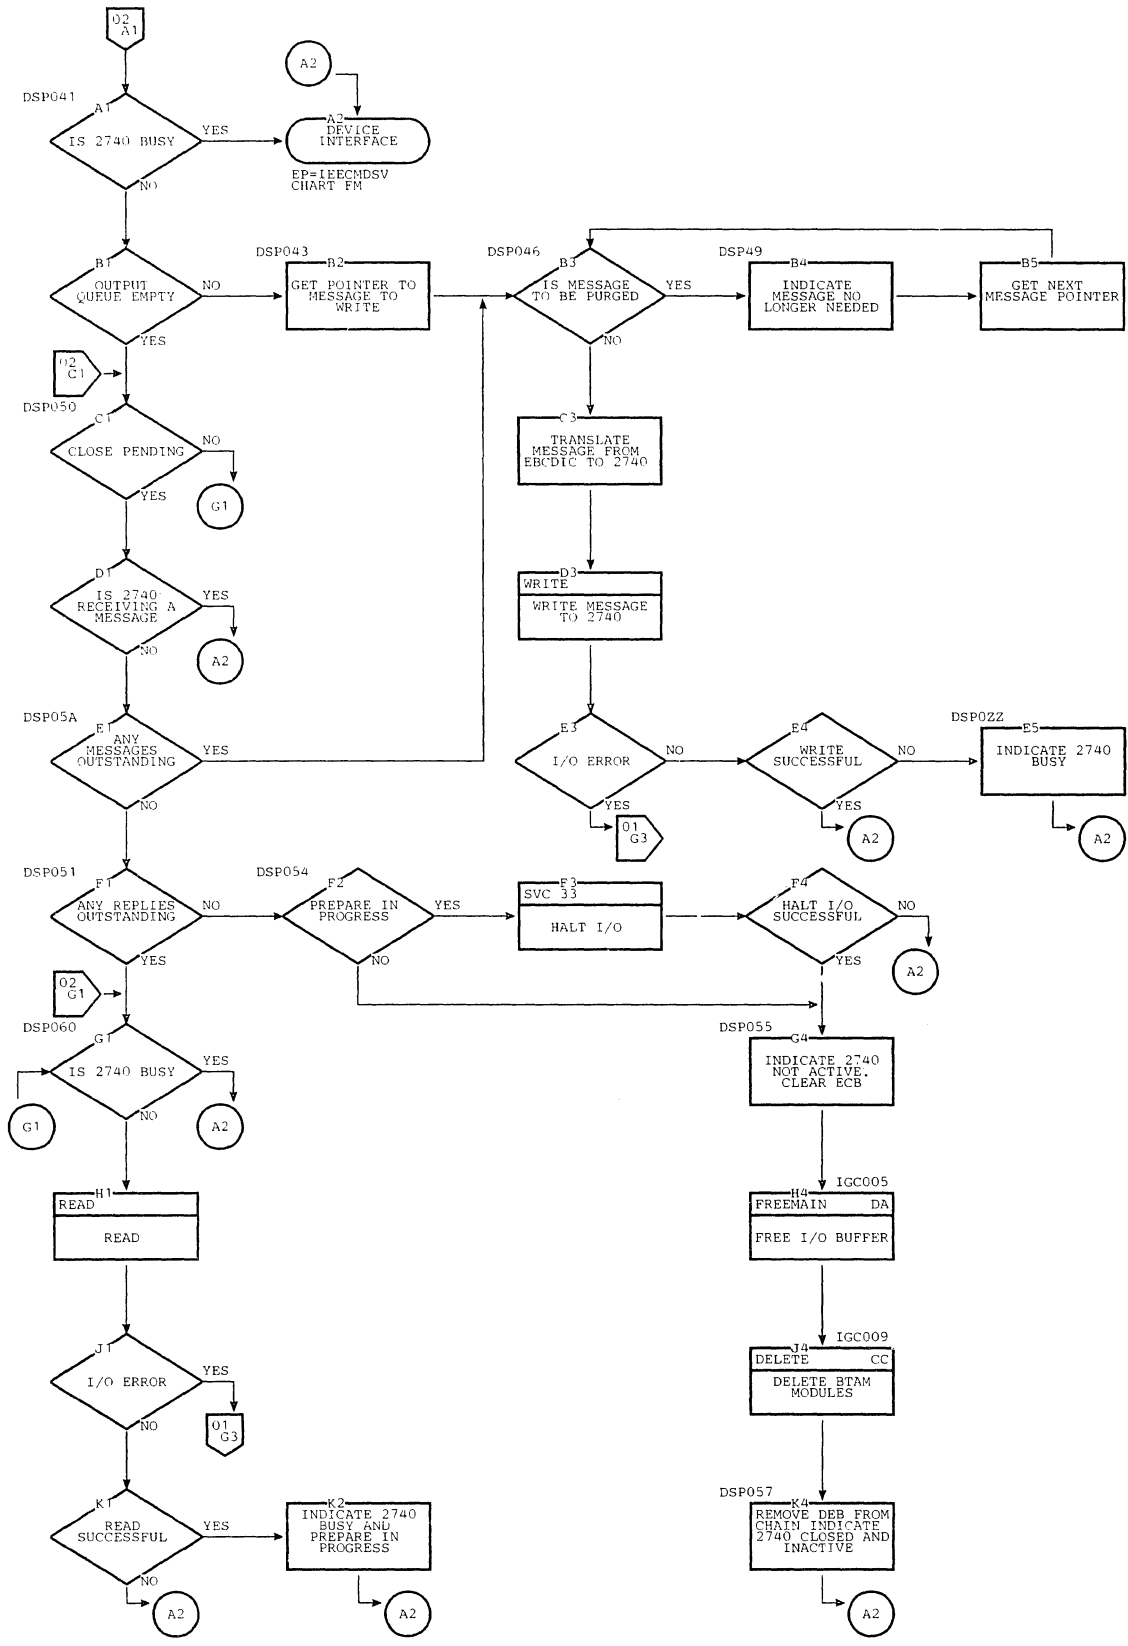 02
A1
DSP041
A1
IS 2740 BUSY
YES
NO
A2
A2
DEVICE
INTERFACE
EP=IEECMDSV
CHART FM
B1
OUTPUT
QUEUE EMPTY
NO
YES
DSP043
B2
GET POINTER TO
MESSAGE TO
WRITE
DSP046
B3
IS MESSAGE
TO BE PURGED
YES
NO
DSP49
B4
INDICATE
MESSAGE NO
LONGER NEEDED
B5
GET NEXT
MESSAGE POINTER
02
C1
DSP050
C1
CLOSE PENDING
NO
YES
G1
C3
TRANSLATE
MESSAGE FROM
EBCDIC TO 2740
D1
IS 2740
RECEIVING A
MESSAGE
YES
NO
A2
D3
WRITE
WRITE MESSAGE
TO 2740
DSP05A
E1
ANY
MESSAGES
OUTSTANDING
YES
NO
E3
I/O ERROR
NO
YES
01
G3
E4
WRITE
SUCCESSFUL
NO
YES
A2
DSP0ZZ
E5
INDICATE 2740
BUSY
A2
DSP051
F1
ANY REPLIES
OUTSTANDING
NO
YES
DSP054
F2
PREPARE IN
PROGRESS
YES
NO
F3
SVC 33
HALT I/O
F4
HALT I/O
SUCCESSFUL
NO
YES
A2
02
G1
DSP060
G1
IS 2740 BUSY
YES
NO
G1
A2
DSP055
G4
INDICATE 2740
NOT ACTIVE.
CLEAR ECB
H1
READ
READ
IGC005
H4
FREEMAIN DA
FREE I/O BUFFER
J1
I/O ERROR
YES
NO
01
G3
IGC009
J4
DELETE CC
DELETE BTAM
MODULES
K1
READ
SUCCESSFUL
YES
NO
A2
K2
INDICATE 2740
BUSY AND
PREPARE IN
PROGRESS
A2
DSP057
K4
REMOVE DEB FROM
CHAIN INDICATE
2740 CLOSED AND
INACTIVE
A2